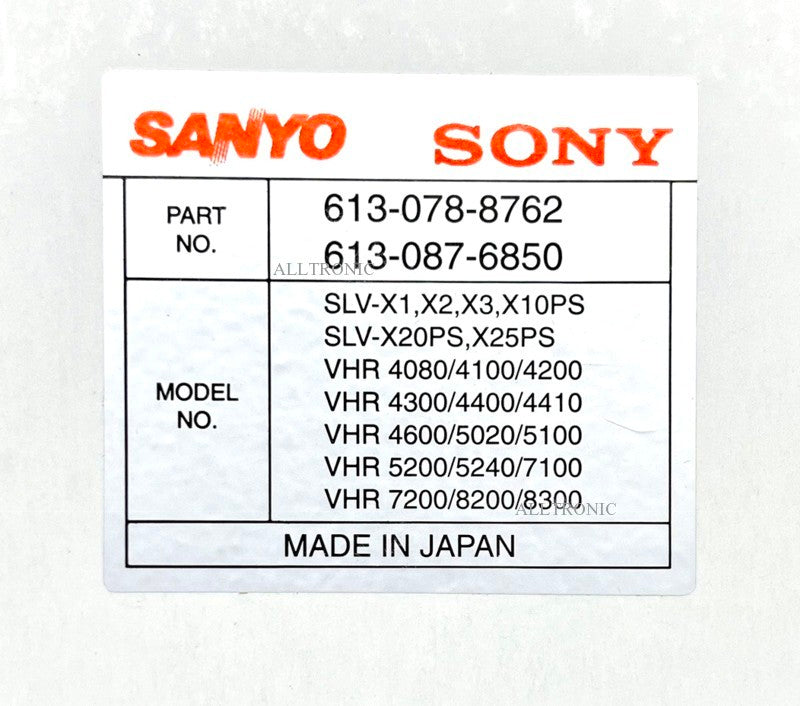 SANYO SONY
PART
NO.
613-078-8762
613-087-6850
ALLTRONIC
MODEL
NO.
SLV-X1,X2,X3,X10PS
SLV-X20PS,X25PS
VHR 4080/4100/4200
VHR 4300/4400/4410
VHR 4600/5020/5100
VHR 5200/5240/7100
VHR 7200/8200/8300
ALLTRONIC
MADE IN JAPAN